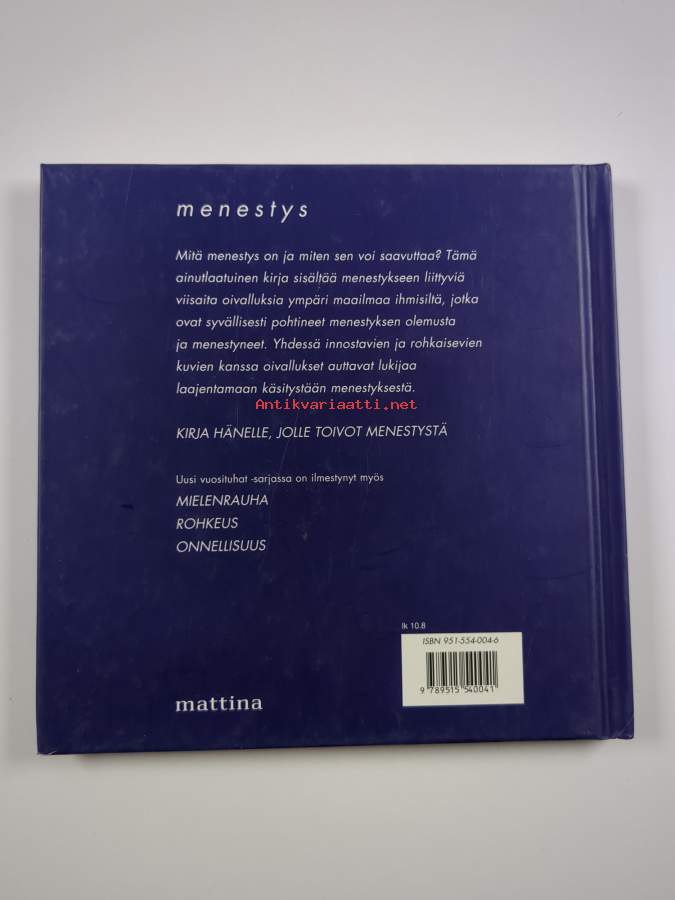 menestys
Mitä menestys on ja miten sen voi saavuttaa? Tämä
ainutlaatuinen kirja sisältää menestykseen liittyviä
viisaita oivalluksia ympäri maailmaa ihmisiltä, jotka
ovat syvällisesti pohtineet menestyksen olemusta
ja menestyneet. Yhdessä innostavien ja rohkaisevien
kuvien kanssa oivallukset auttavat lukijaa
laajentamaan käsitystään menestyksestä.
Antikvariaatti.net
KIRJA HÄNELLE, JOLLE TOIVOT MENESTYSTÄ
Uusi vuosituhat -sarjassa on ilmestynyt myös
MIELENRAUHA
ROHKEUS
ONNELLISUUS
lk 10.8
ISBN 951-554-004-6
9 789515 540041
mattina